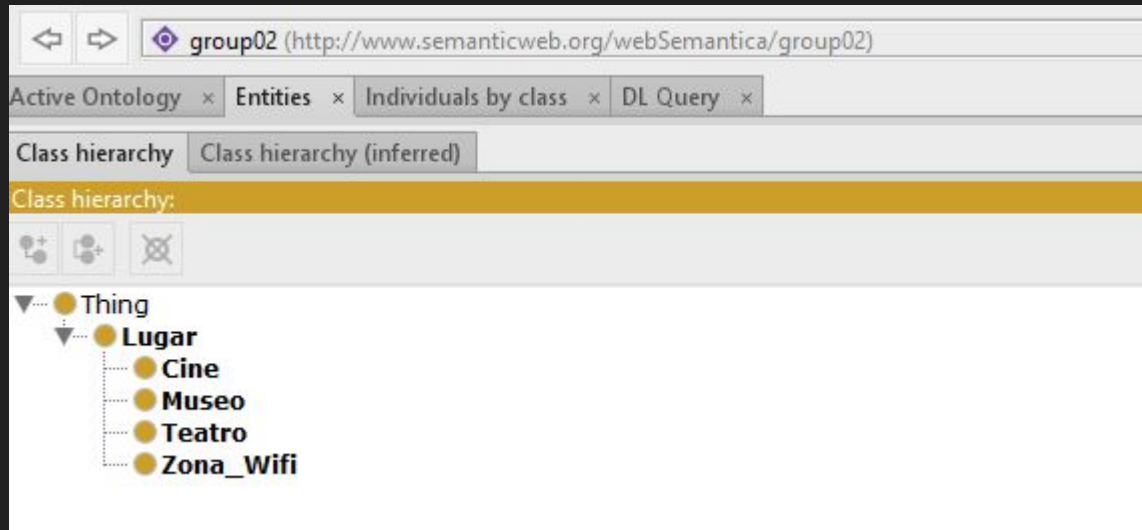 group02 (http://www.semanticweb.org/webSemantica/group02)
Active Ontology × Entities × Individuals by class × DL Query ×
Class hierarchy Class hierarchy (inferred)
Class hierarchy:
Thing
Lugar
Cine
Museo
Teatro
Zona_Wifi